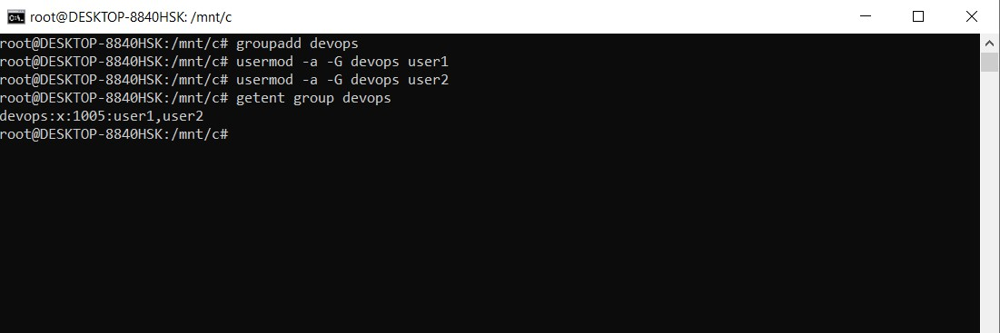 root@DESKTOP-8840HSK: /mnt/c
root@DESKTOP-8840HSK:/mnt/c# groupadd devops
root@DESKTOP-8840HSK:/mnt/c# usermod -a -G devops user1
root@DESKTOP-8840HSK:/mnt/c# usermod -a -G devops user2
root@DESKTOP-8840HSK:/mnt/c# getent group devops
devops:x:1005:user1,user2
root@DESKTOP-8840HSK:/mnt/c#